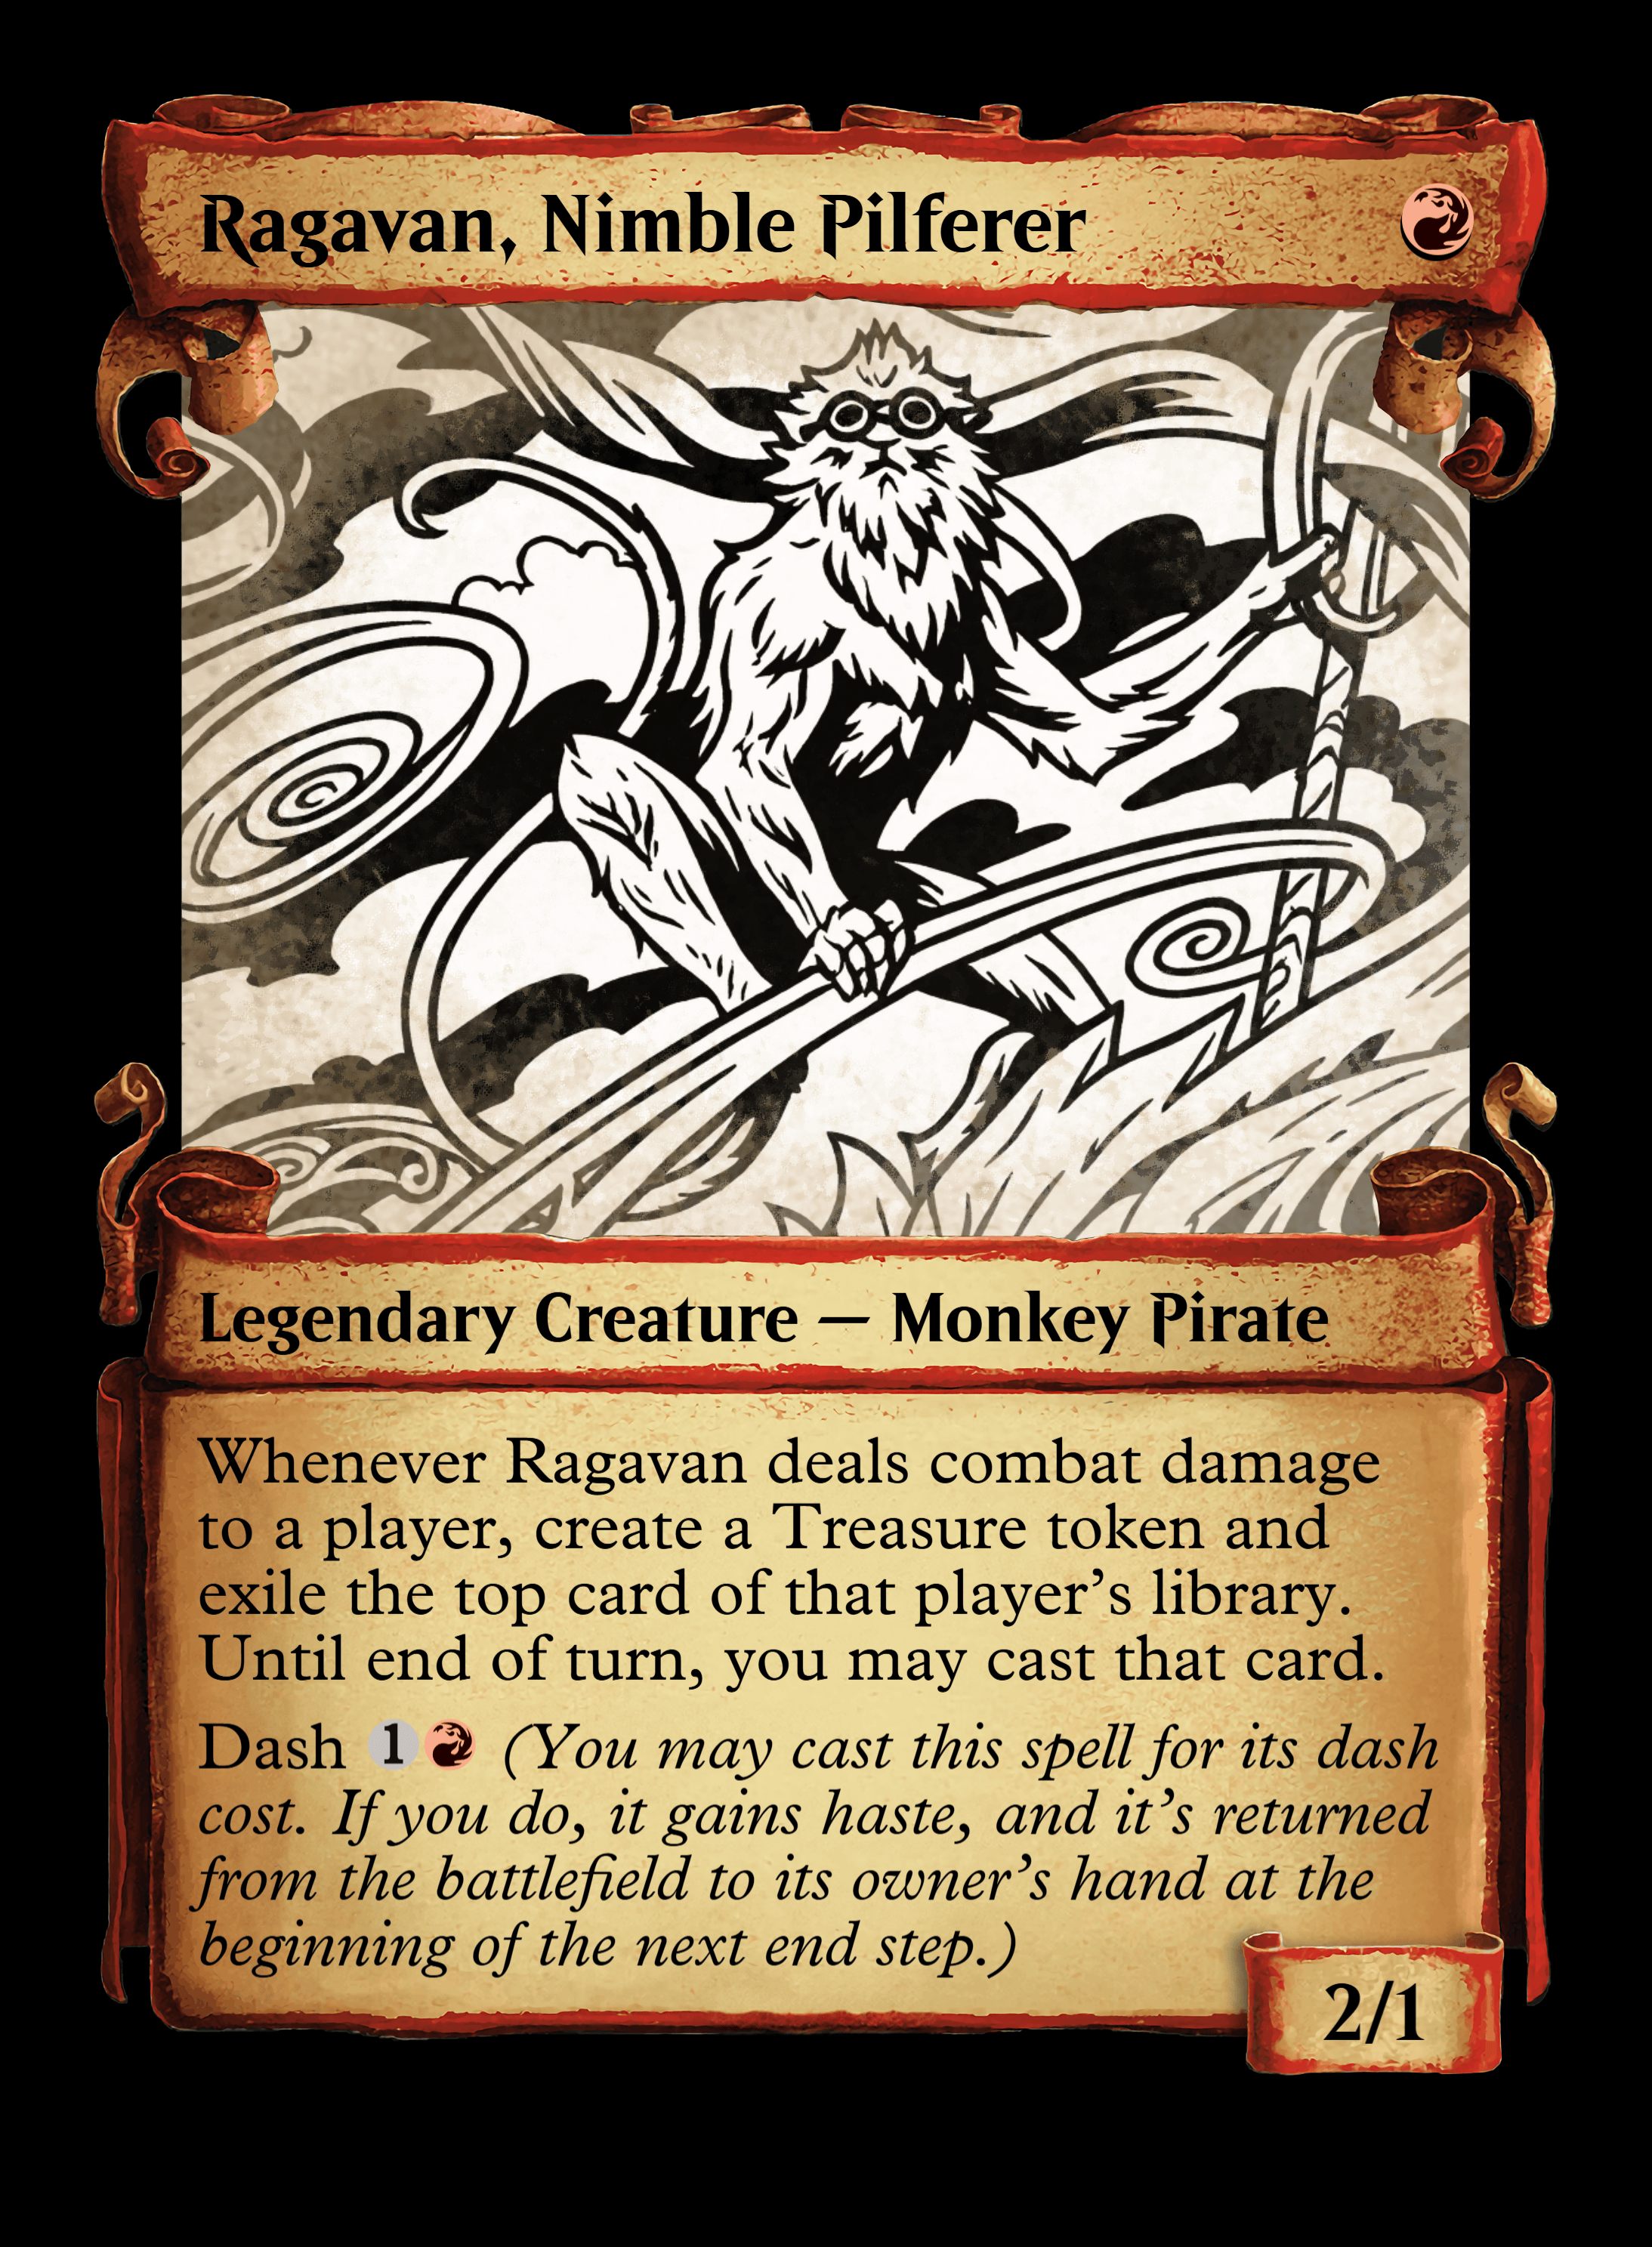 Ragavan, Nimble Pilferer
Legendary Creature — Monkey Pirate
Whenever Ragavan deals combat damage
to a player, create a Treasure token and
exile the top card of that player’s library.
Until end of turn, you may cast that card.
Dash 1 (You may cast this spell for its dash
cost. If you do, it gains haste, and it’s returned
from the battlefield to its owner’s hand at the
beginning of the next end step.)
2/1